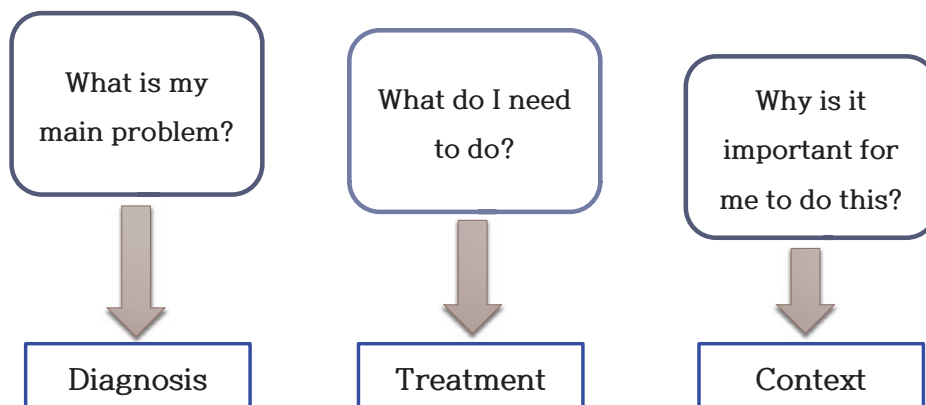 What is my
main problem?
What do I need
to do?
Why is it
important for
me to do this?
Diagnosis
Treatment
Context